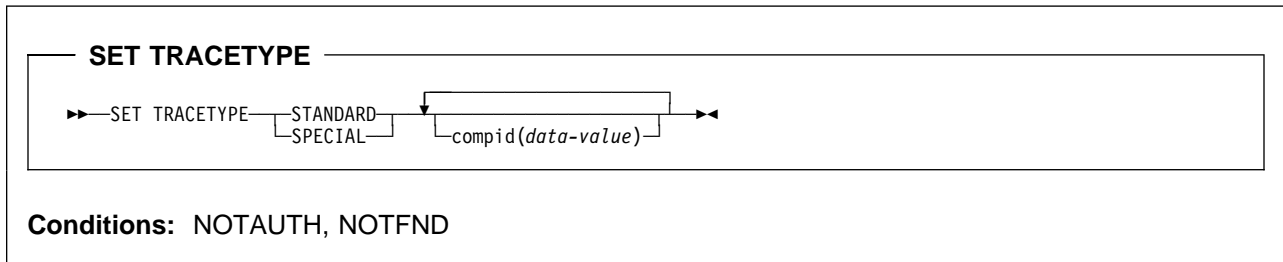 SET TRACETYPE
SET TRACETYPE STANDARD
SPECIAL compid(data-value)
Conditions: NOTAUTH, NOTFND